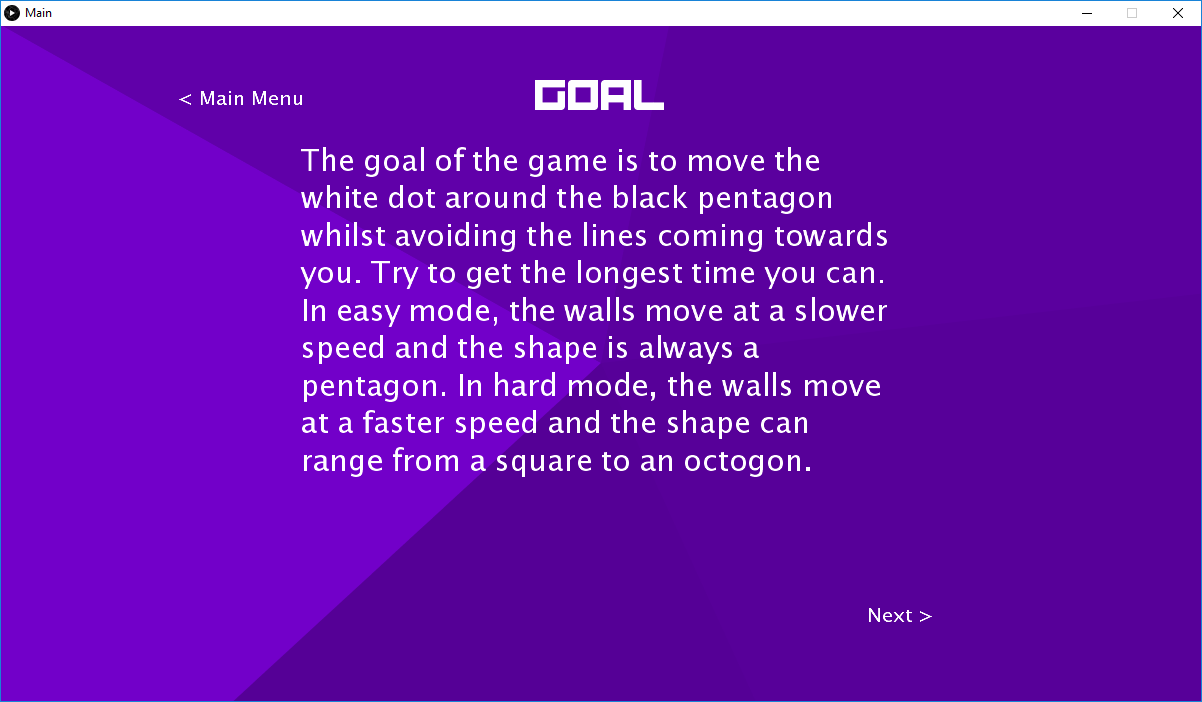 Main
< Main Menu
GOAL
The goal of the game is to move the
white dot around the black pentagon
whilst avoiding the lines coming towards
you. Try to get the longest time you can.
In easy mode, the walls move at a slower
speed and the shape is always a
pentagon. In hard mode, the walls move
at a faster speed and the shape can
range from a square to an octogon.
Next >